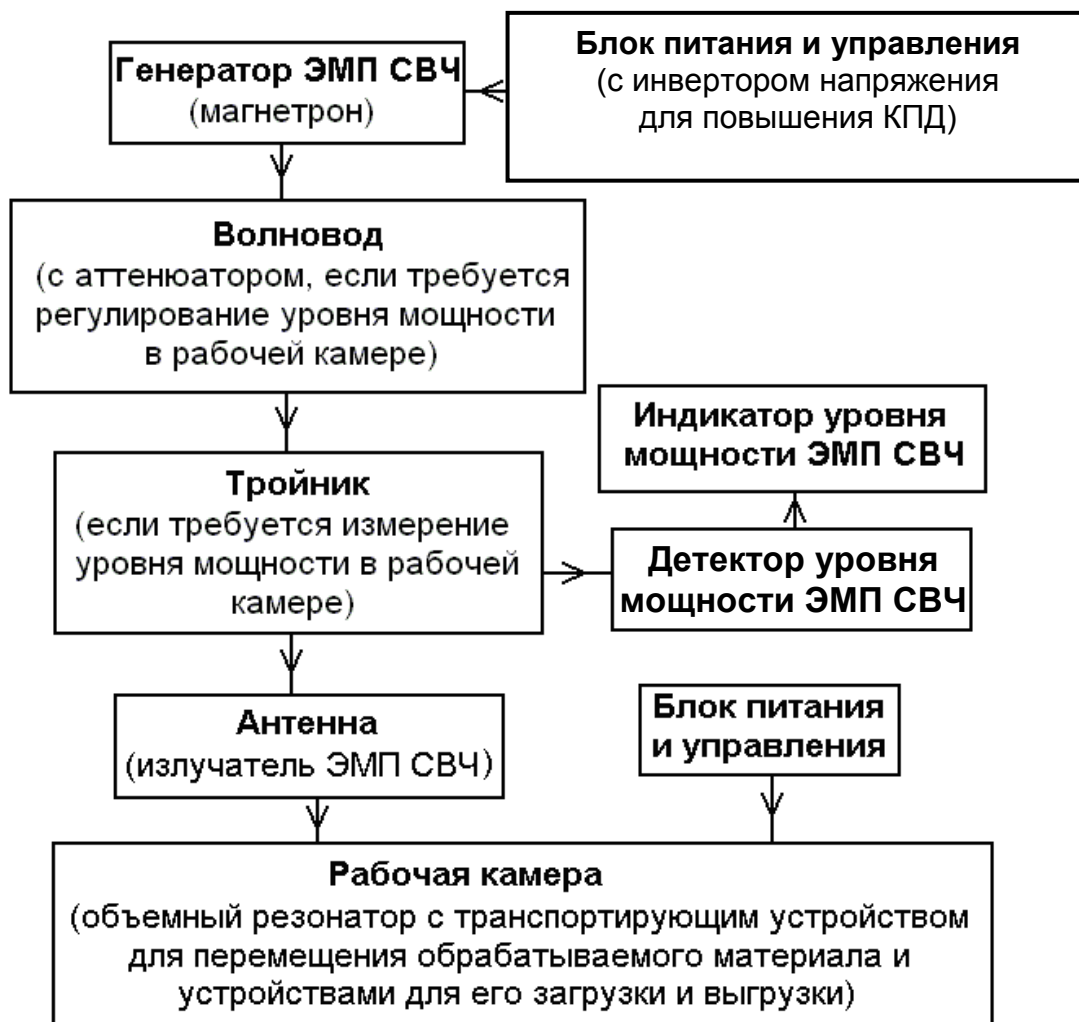 Генератор ЭМП СВЧ
(магнетрон)
Блок питания и управления
(с инвертором напряжения
для повышения КПД)
Волновод
(с аттенюатором, если требуется
регулирование уровня мощности
в рабочей камере)
Индикатор уровня
мощности ЭМП СВЧ
Тройник
(если требуется измерение
уровня мощности в рабочей
камере)
Детектор уровня
мощности ЭМП СВЧ
Антенна
(излучатель ЭМП СВЧ)
Блок питания
и управления
Рабочая камера
(объемный резонатор с транспортирующим устройством
для перемещения обрабатываемого материала и
устройствами для его загрузки и выгрузки)